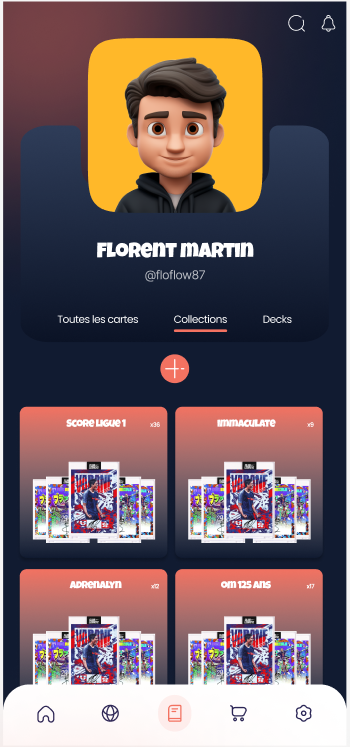 Florent Martin
@floflow87
Toutes les cartes Collections Decks
Score Ligue 1 x36
Immaculate x9
Adrenalyn x12
OM 125 ans x17